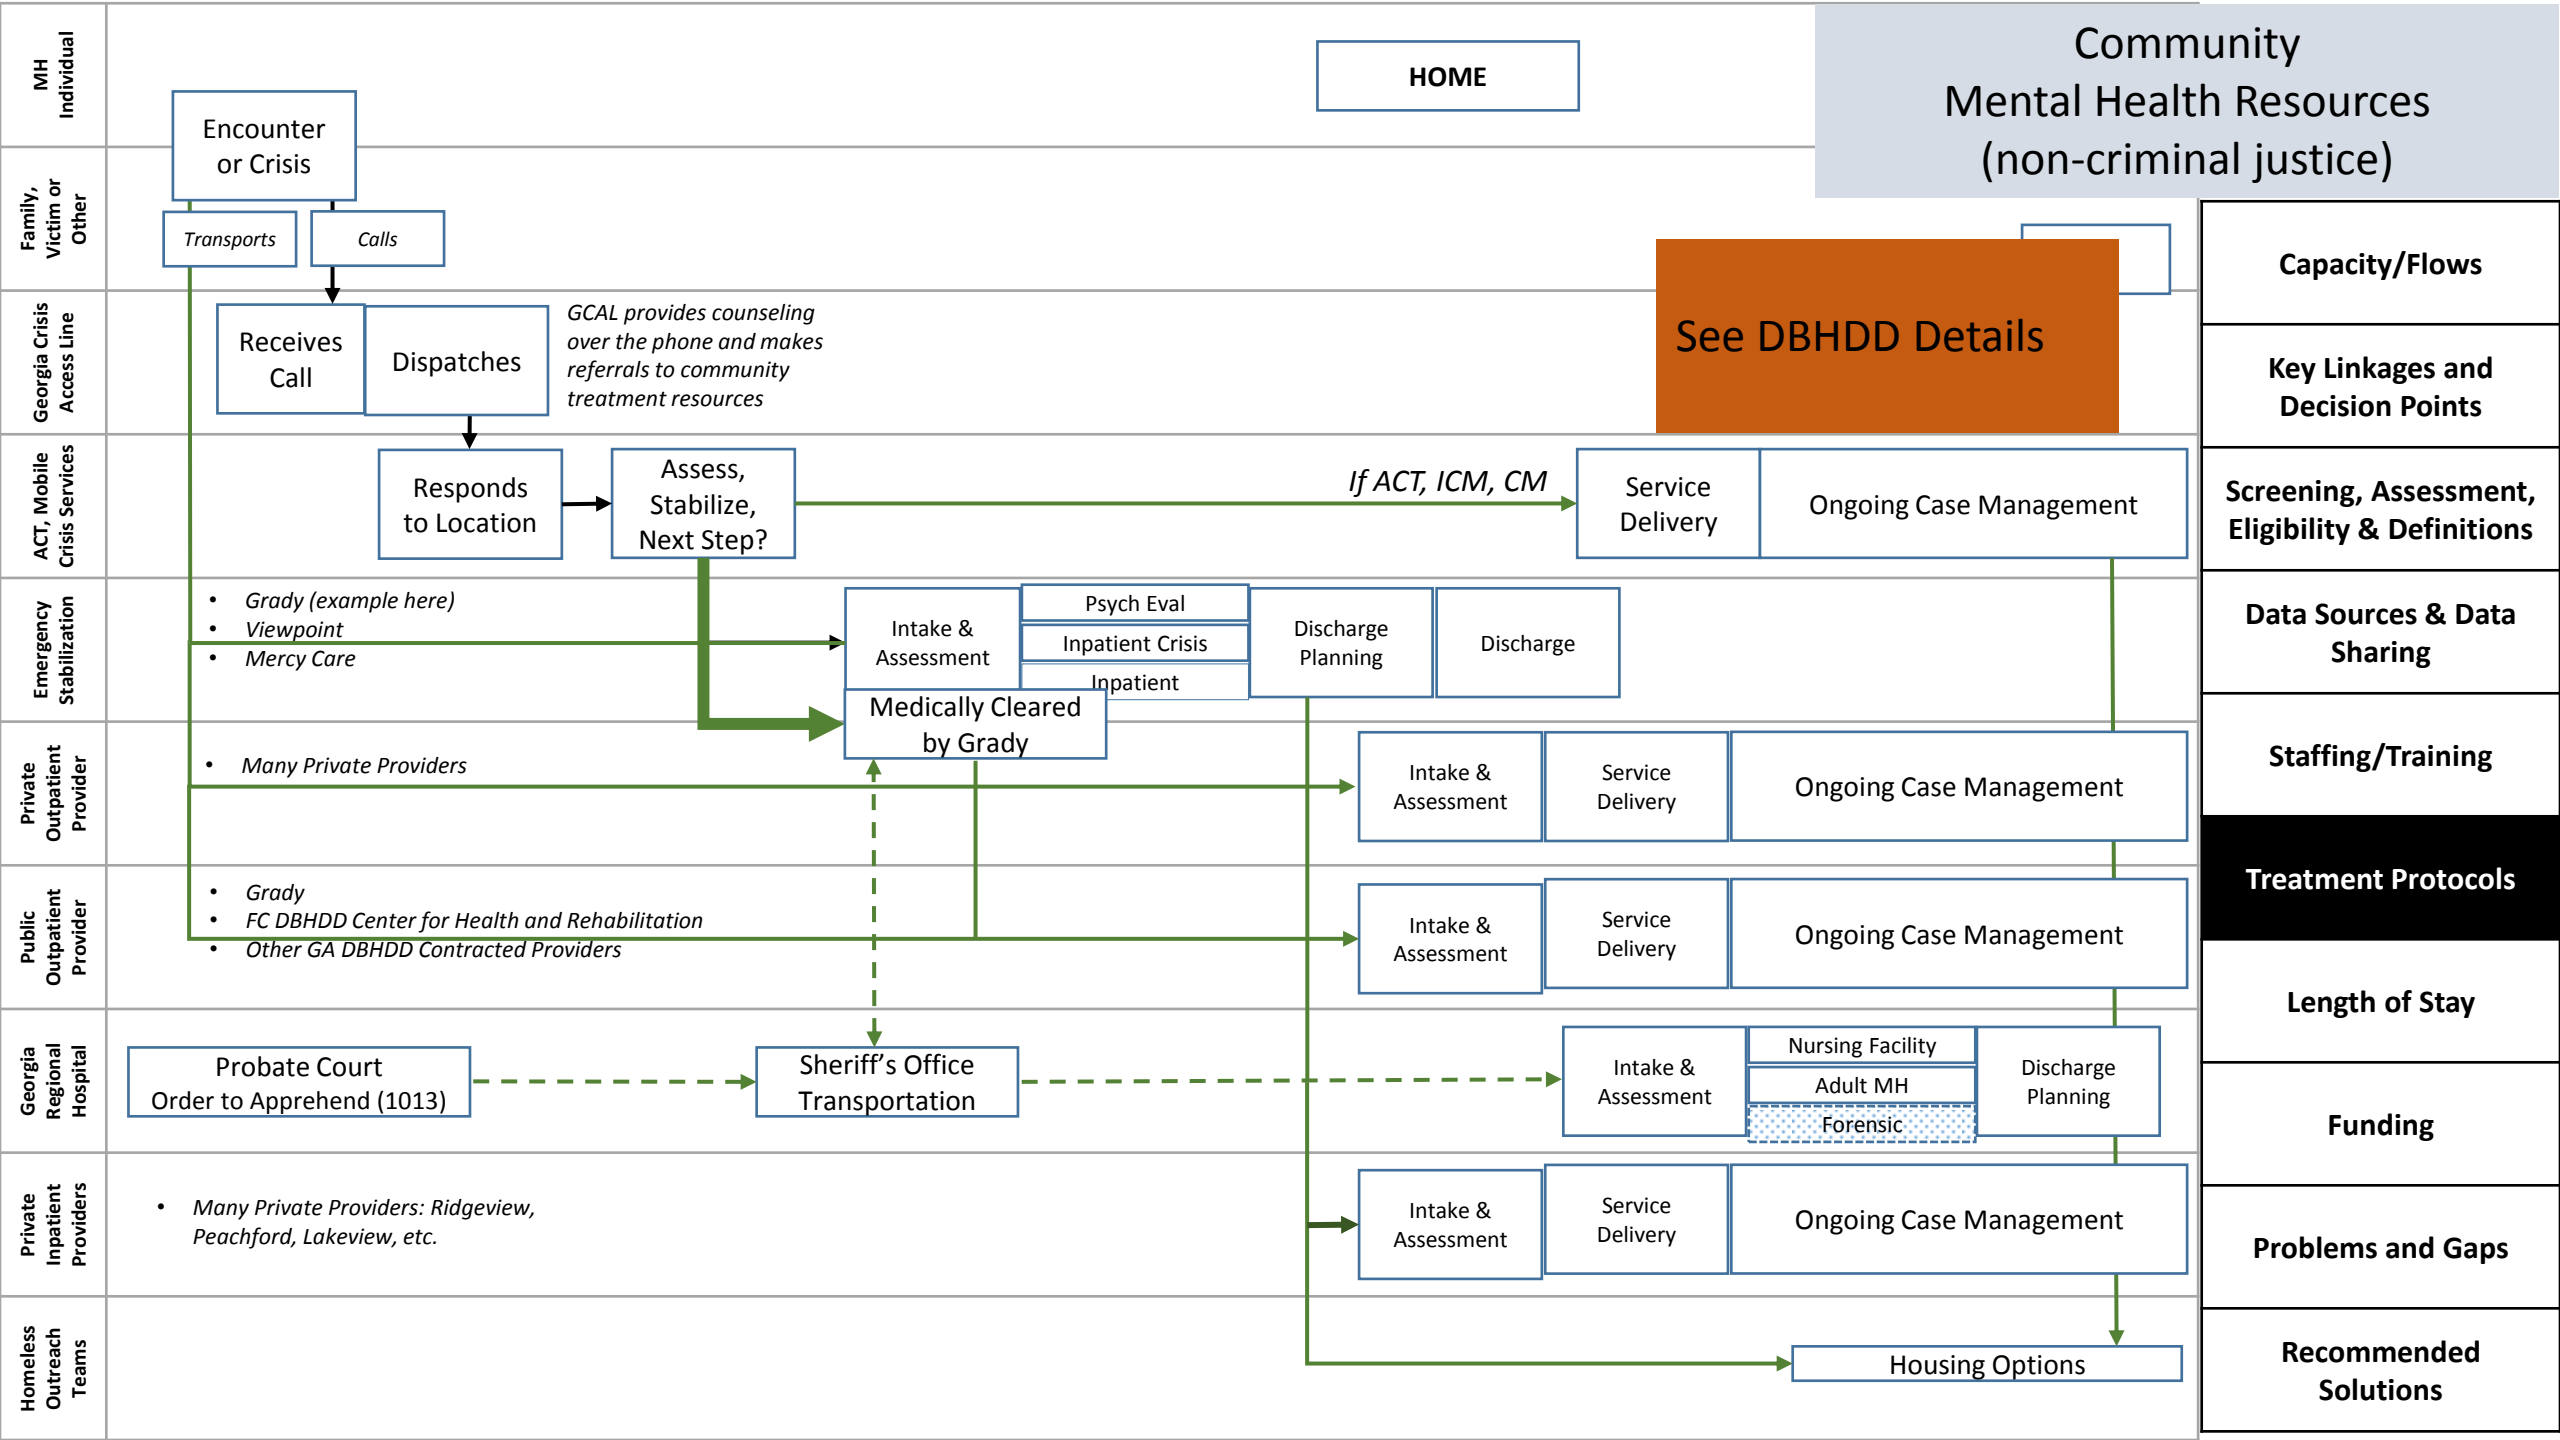 Community
Mental Health Resources
(non-criminal justice)
MH
Individual
HOME
Encounter
or Crisis
Family,
Victim or
Other
Transports
Calls
Georgia Crisis
Access Line
Receives
Call
Dispatches
GCAL provides counseling
over the phone and makes
referrals to community
treatment resources
See DBHDD Details
ACT, Mobile
Crisis Services
Responds
to Location
Assess,
Stabilize,
Next Step?
If ACT, ICM, CM
Service
Delivery
Ongoing Case Management
Emergency
Stabilization
• Grady (example here)
• Viewpoint
• Mercy Care
Intake &
Assessment
Psych Eval
Inpatient Crisis
Inpatient
Discharge
Planning
Discharge
Medically Cleared
by Grady
Private
Outpatient
Provider
• Many Private Providers
Intake &
Assessment
Service
Delivery
Ongoing Case Management
Public
Outpatient
Provider
• Grady
• FC DBHDD Center for Health and Rehabilitation
• Other GA DBHDD Contracted Providers
Intake &
Assessment
Service
Delivery
Ongoing Case Management
Georgia
Regional
Hospital
Probate Court
Order to Apprehend (1013)
Sheriff’s Office
Transportation
Intake &
Assessment
Nursing Facility
Adult MH
Forensic
Discharge
Planning
Private
Inpatient
Providers
• Many Private Providers: Ridgeview,
Peachford, Lakeview, etc.
Intake &
Assessment
Service
Delivery
Ongoing Case Management
Homeless
Outreach
Teams
Housing Options
Capacity/Flows
Key Linkages and
Decision Points
Screening, Assessment,
Eligibility & Definitions
Data Sources & Data
Sharing
Staffing/Training
Treatment Protocols
Length of Stay
Funding
Problems and Gaps
Recommended
Solutions